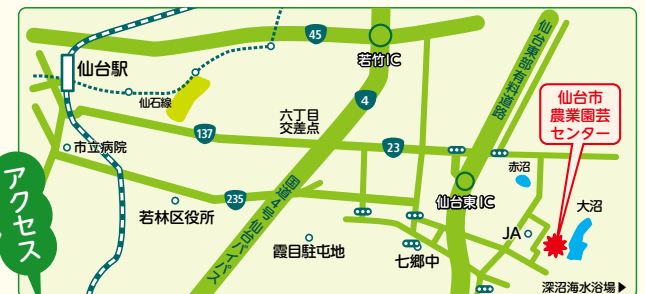 45
若竹IC
仙台東部有料道路
仙台駅
仙石線
4
仙台市
農業園芸
センター
六丁目
交差点
137
23
市立病院
赤沼
アクセス
235
国道4号仙台バイパス
仙台東IC
大沼
若林区役所
JA
霞目駐屯地
七郷中
深沼海水浴場▶